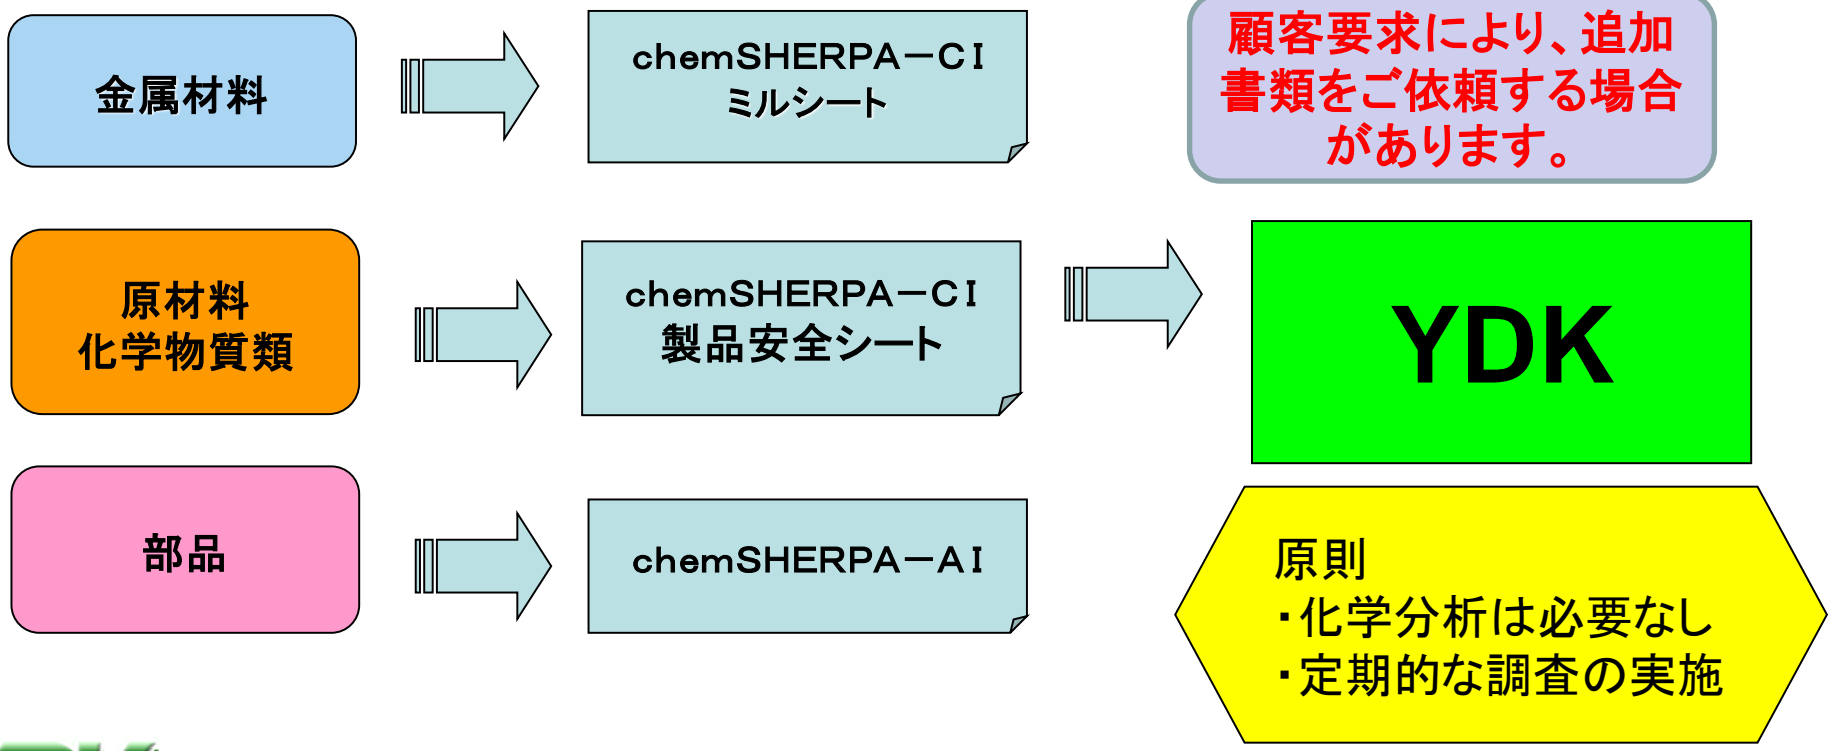 金属材料
chemSHERPA－CI
ミルシート
顧客要求により、追加
書類をご依頼する場合
があります。
原材料
化学物質類
chemSHERPA－CI
製品安全シート
YDK
部品
chemSHERPA－AI
原則
・化学分析は必要なし
・定期的な調査の実施